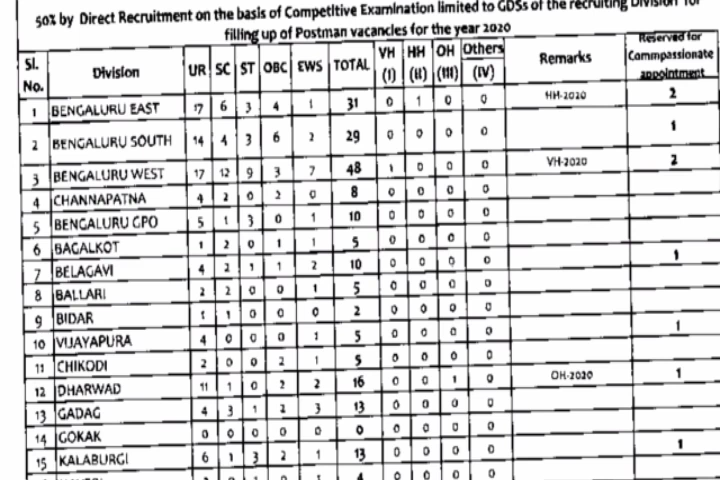 50% by Direct Recruitment on the basis of Competitive Examination limited to GDSs of the recruiting Division for
filling up of Postman vacancies for the year 2020
Sl. No. Division UR SC ST OBC EWS TOTAL VH (I) HH (II) OH (III) Others (IV) Remarks Reserved for Commpassionate appointment
1 BENGALURU EAST 17 6 3 4 1 31 0 1 0 0 HH-2020 2
2 BENGALURU SOUTH 14 4 3 6 2 29 0 0 0 0 1
3 BENGALURU WEST 17 12 9 3 7 48 1 0 0 0 VH-2020 2
4 CHANNAPATNA 4 2 0 2 0 8 0 0 0 0
5 BENGALURU GPO 5 1 3 0 1 10 0 0 0 0
6 BAGALKOT 1 2 0 1 1 5 0 0 0 0
7 BELAGAVI 4 2 1 1 2 10 0 0 0 0 1
8 BALLARI 2 2 0 0 1 5 0 0 0 0
9 BIDAR 1 1 0 0 0 2 0 0 0 0
10 VIJAYAPURA 4 0 0 0 1 5 0 0 0 0 1
11 CHIKODI 2 0 0 2 1 5 0 0 0 0
12 DHARWAD 11 1 0 2 2 16 0 0 1 0 OH-2020 1
13 GADAG 4 3 1 2 3 13 0 0 0 0
14 GOKAK 0 0 0 0 0 0 0 0 0 0
15 KALABURGI 6 1 3 2 1 13 0 0 0 0 1
4 0 0 0 0